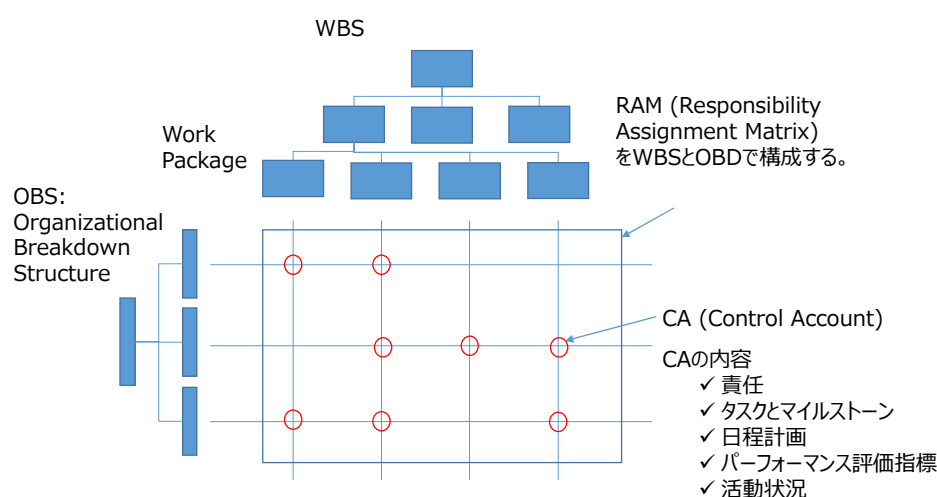 WBS
RAM (Responsibility
Assignment Matrix)
をWBSとOBDで構成する。
Work
Package
OBS:
Organizational
Breakdown
Structure
CA (Control Account)
CAの内容
✓ 責任
✓ タスクとマイルストーン
✓ 日程計画
✓ パーフォーマンス評価指標
✓ 活動状況